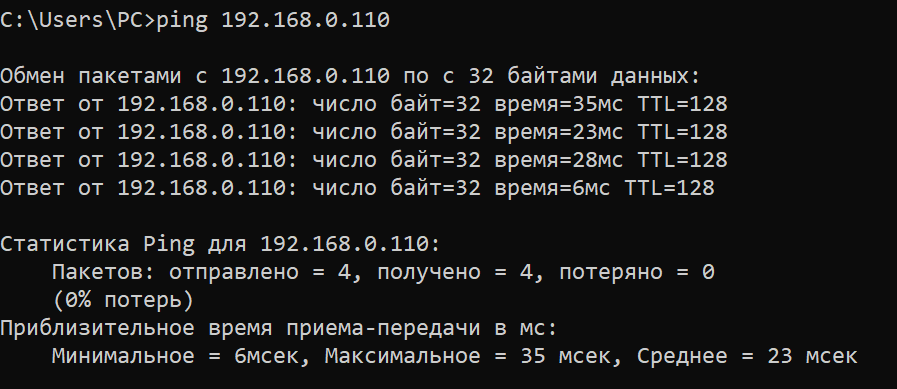 C:\Users\PC>ping 192.168.0.110
Обмен пакетами с 192.168.0.110 по с 32 байтами данных:
Ответ от 192.168.0.110: число байт=32 время=35мс TTL=128
Ответ от 192.168.0.110: число байт=32 время=23мс TTL=128
Ответ от 192.168.0.110: число байт=32 время=28мс TTL=128
Ответ от 192.168.0.110: число байт=32 время=6мс TTL=128
Статистика Ping для 192.168.0.110:
Пакетов: отправлено = 4, получено = 4, потеряно = 0
(0% потерь)
Приблизительное время приема-передачи в мс:
Минимальное = 6мсек, Максимальное = 35 мсек, Среднее = 23 мсек